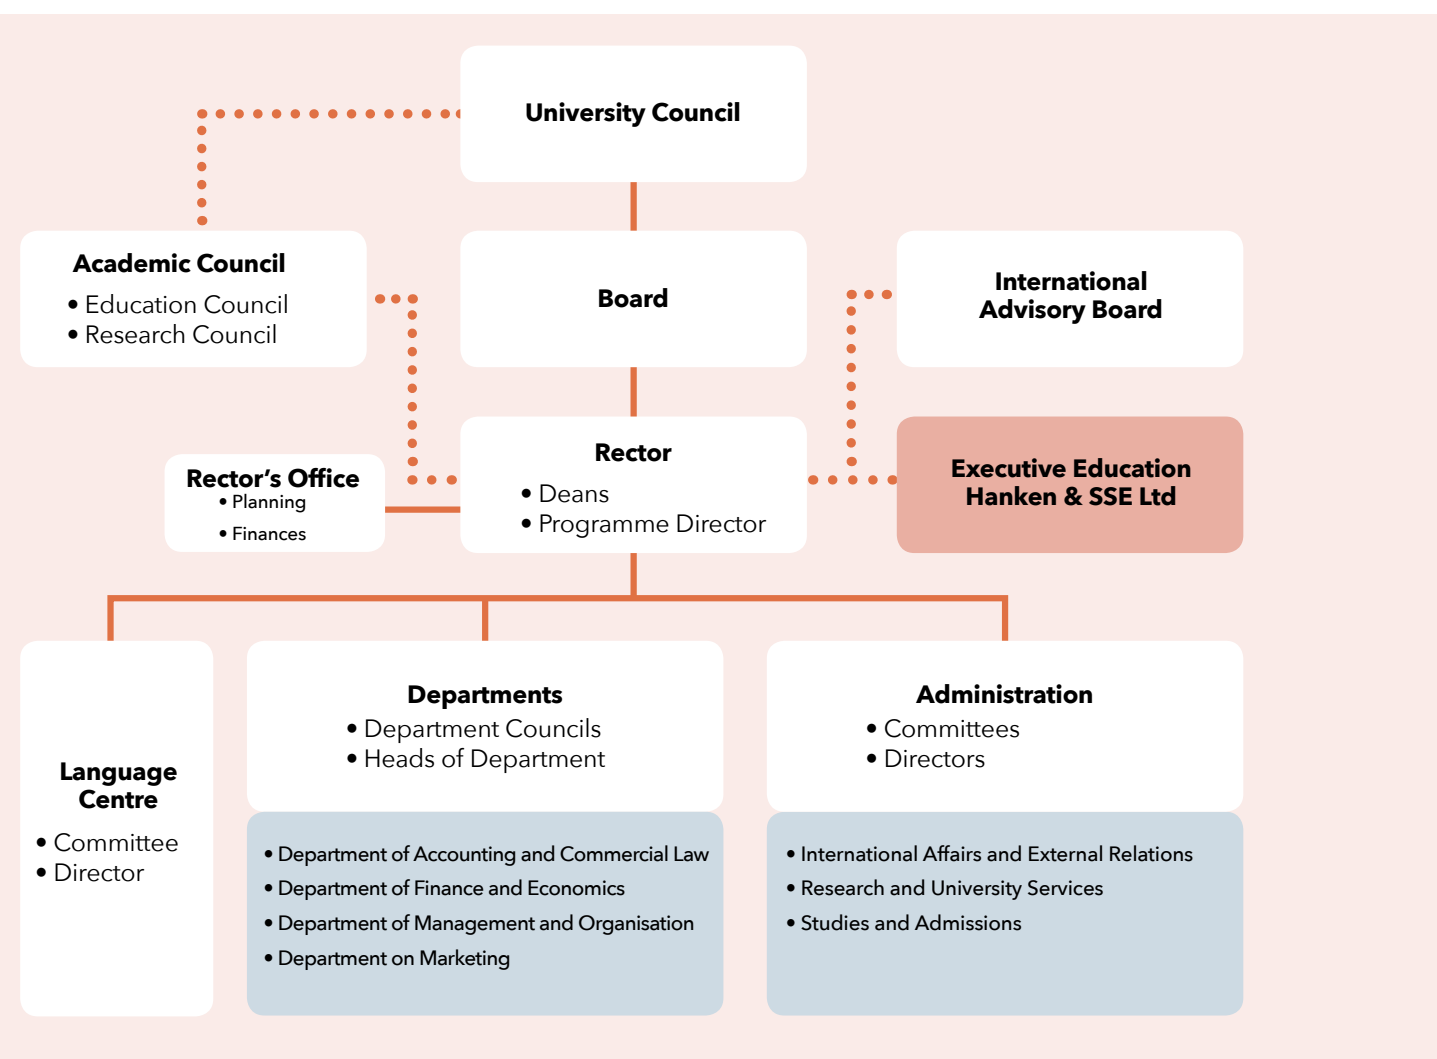 University Council
Academic Council
• Education Council
• Research Council
Board
International
Advisory Board
Rector's Office
• Planning
• Finances
Rector
• Deans
• Programme Director
Executive Education
Hanken & SSE Ltd
Language
Centre
• Committee
• Director
Departments
• Department Councils
• Heads of Department
• Department of Accounting and Commercial Law
• Department of Finance and Economics
• Department of Management and Organisation
• Department on Marketing
Administration
• Committees
• Directors
• International Affairs and External Relations
• Research and University Services
• Studies and Admissions